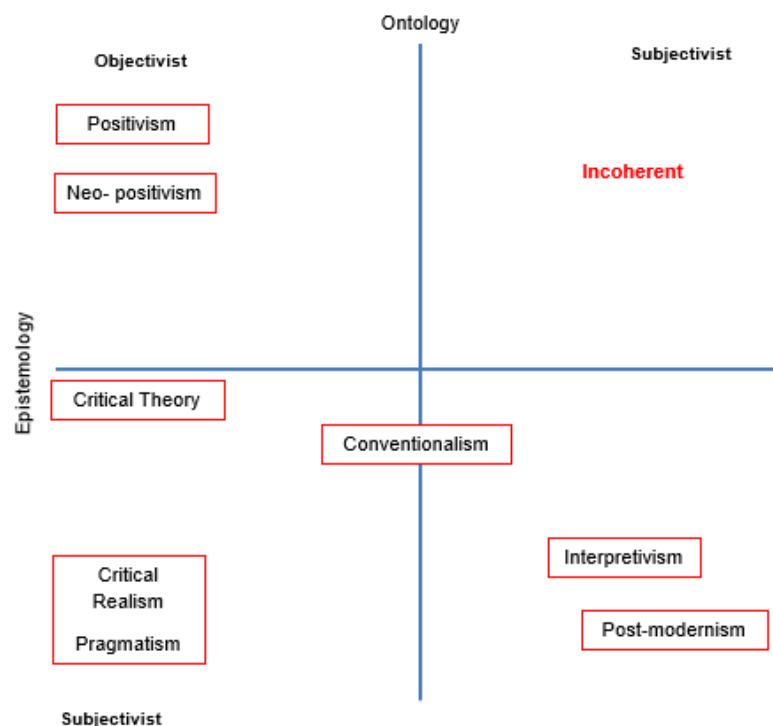 Ontology
Objectivist
Subjectivist
Positivism
Incoherent
Neo- positivism
Epistemology
Critical Theory
Conventionalism
Interpretivism
Critical
Realism
Pragmatism
Post-modernism
Subjectivist